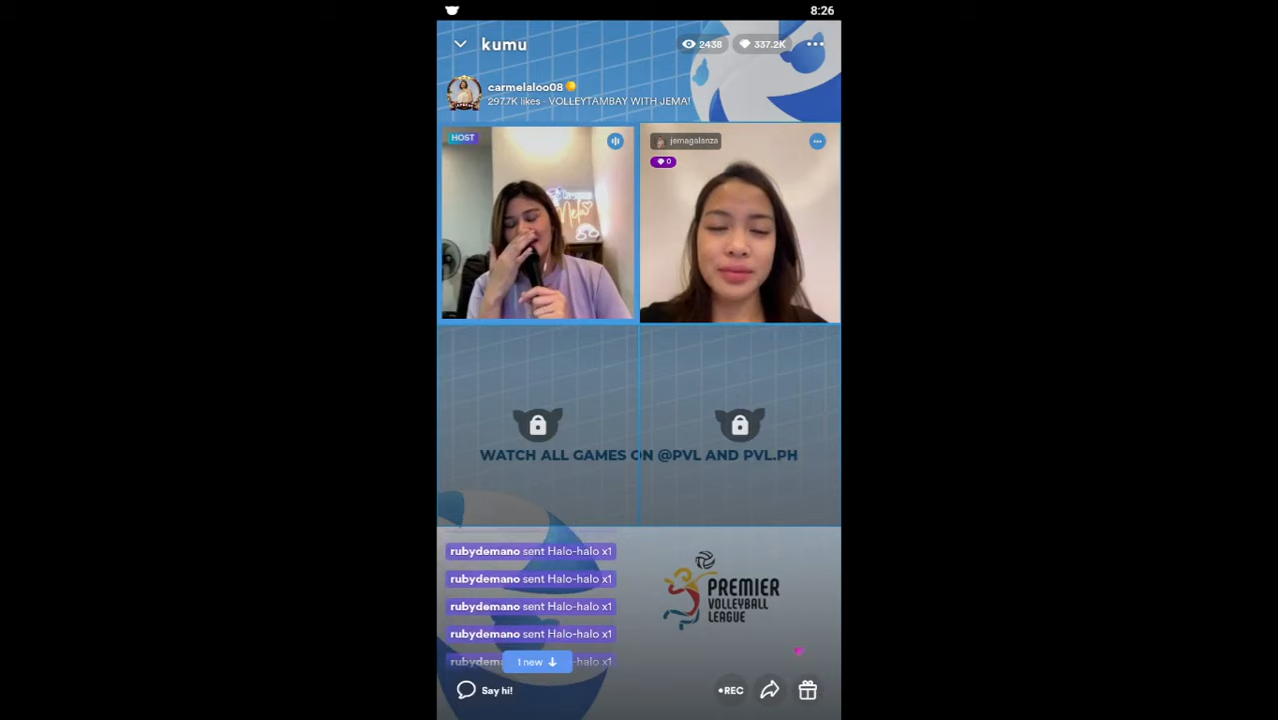 8:26
kumu
2438
337.2K
carmelaloo08
297.7K likes · VOLLEYTAMBAY WITH JEMA!
HOST
jemagalanza
0
Nela
WATCH ALL GAMES ON @PVL AND PVL.PH
rubydemano sent Halo-halo x1
rubydemano sent Halo-halo x1
rubydemano sent Halo-halo x1
rubydemano sent Halo-halo x1
1 new
PREMIER
VOLLEYBALL
LEAGUE
Say hi!
•REC